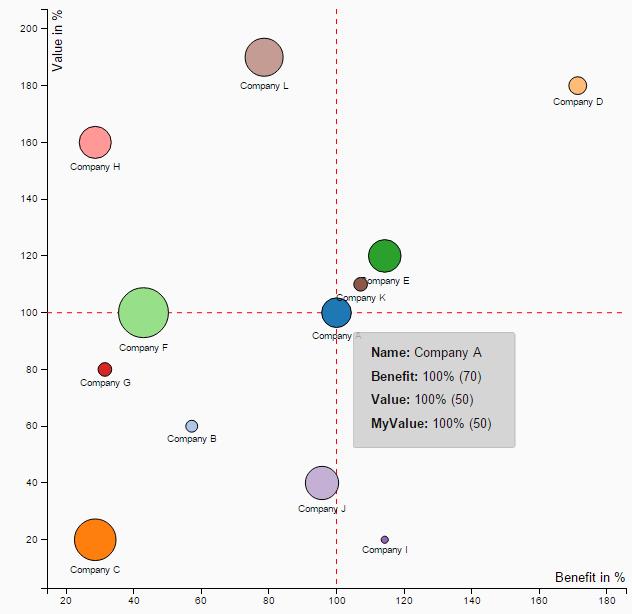 Value in %
200
Company L
180
Company D
160
Company H
140
120
Company E
Company K
100
Company A
Company F
Name: Company A
Benefit: 100% (70)
Value: 100% (50)
MyValue: 100% (50)
80
Company G
60
Company B
40
Company J
20
Company I
Company C
Benefit in %
20 40 60 80 100 120 140 160 180